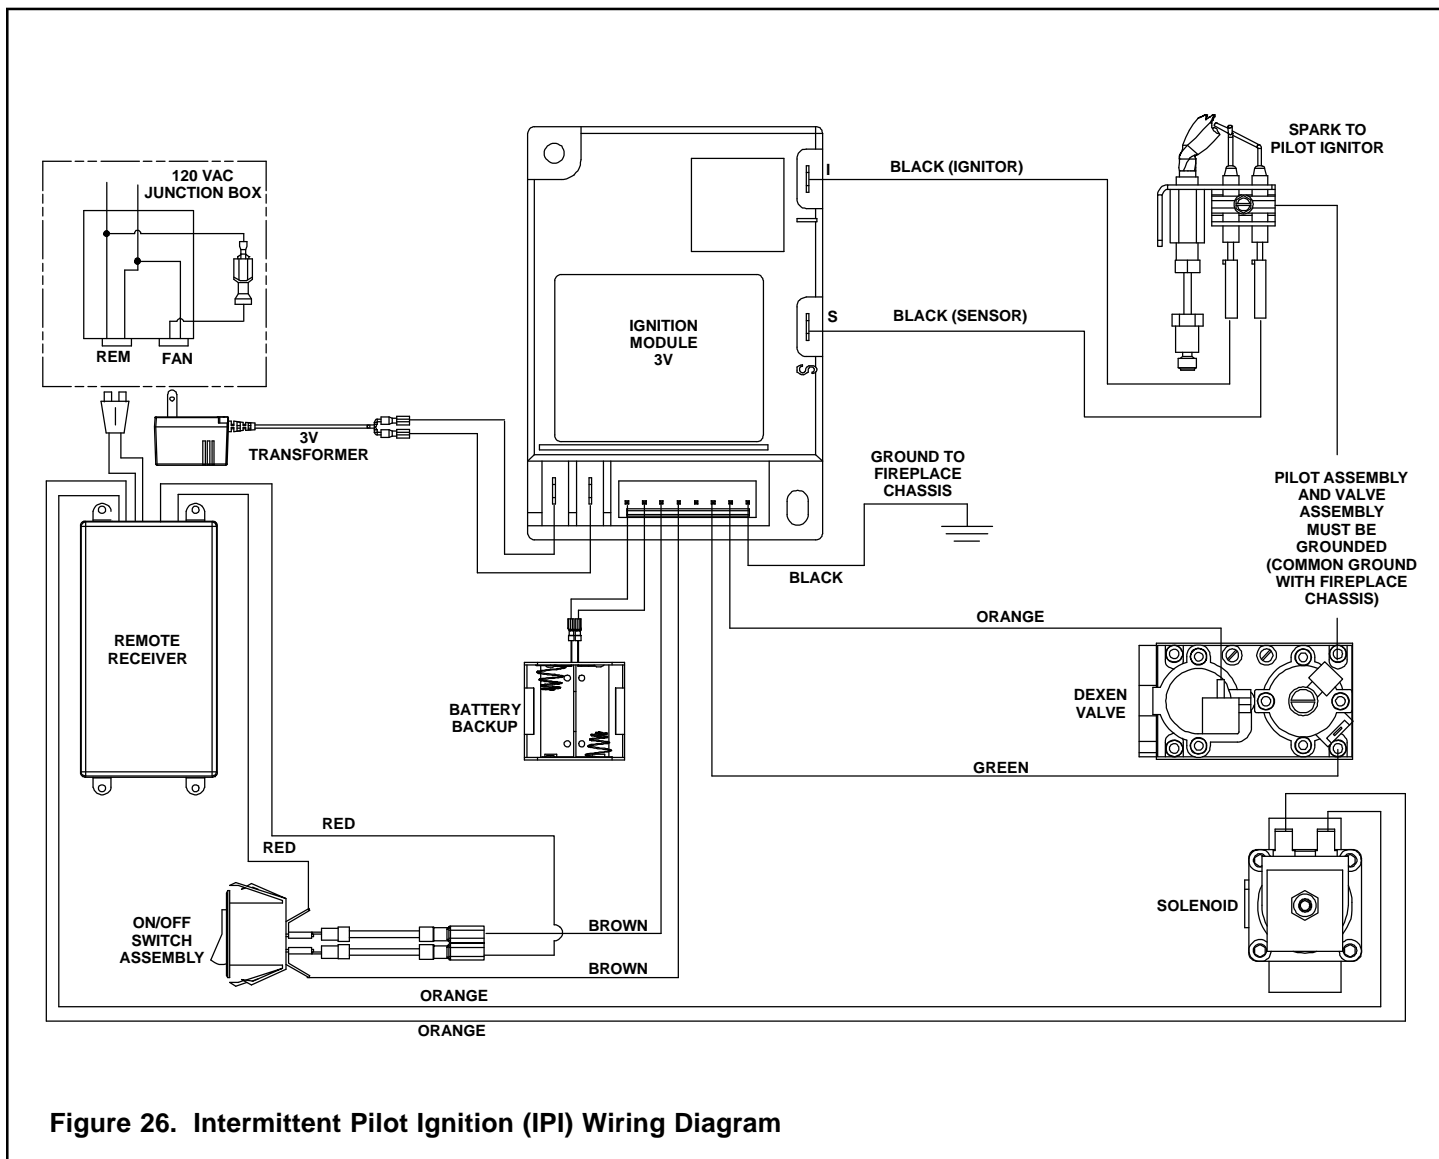 120 VAC
JUNCTION BOX
REM
FAN
3V
TRANSFORMER
REMOTE
RECEIVER
IGNITION
MODULE
3V
I
I
S
S
BLACK (IGNITOR)
BLACK (SENSOR)
SPARK TO
PILOT IGNITOR
GROUND TO
FIREPLACE
CHASSIS
BLACK
PILOT ASSEMBLY
AND VALVE
ASSEMBLY
MUST BE
GROUNDED
(COMMON GROUND
WITH FIREPLACE
CHASSIS)
ORANGE
DEXEN
VALVE
GREEN
BATTERY
BACKUP
RED
RED
ON/OFF
SWITCH
ASSEMBLY
BROWN
BROWN
SOLENOID
ORANGE
ORANGE
Figure 26. Intermittent Pilot Ignition (IPI) Wiring Diagram